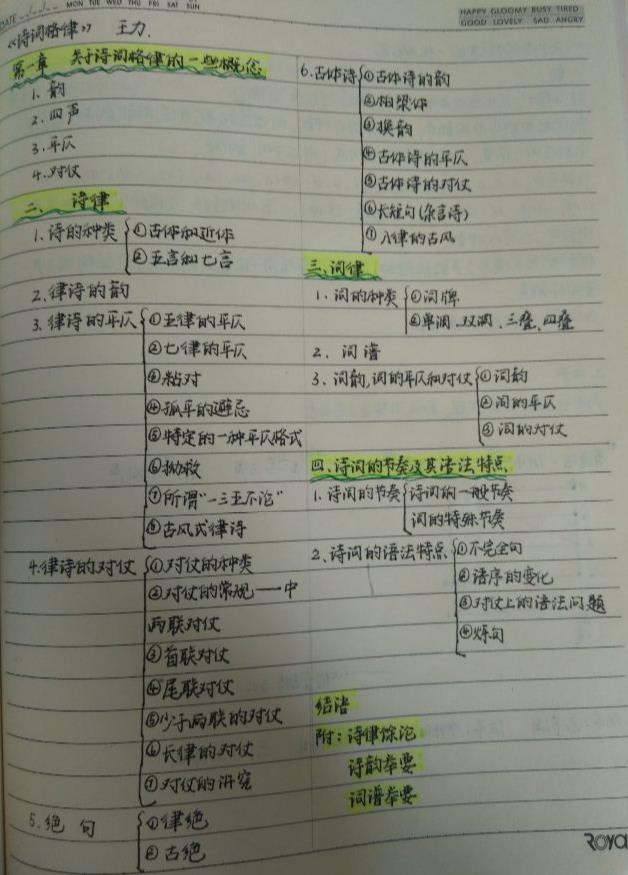 DATE
MON TUE WED THU FRI SAT SUN
HAPPY GLOOMY BUSY TIRED
GOOD LOVELY SAD ANGRY
《诗词格律》 王力.
第一章 关于诗词格律的一些概念
1. 韵
2. 四声
3. 平仄
4. 对仗
二、诗律
1. 诗的种类 ①古体和近体
②五言和七言
2. 律诗的韵
3. 律诗的平仄 ①五律的平仄
②七律的平仄
③粘对
④孤平的避忌
⑤特定的一种平仄格式
⑥拗救
⑦所谓“一三五不论”
⑧古风式律诗
4. 律诗的对仗 ①对仗的种类
②对仗的常规——中
两联对仗
③首联对仗
④尾联对仗
⑤少于两联的对仗
⑥长律的对仗
⑦对仗的讲究
5. 绝句 ①律绝
②古绝
6. 古体诗 ①古体诗的韵
②柏梁体
③换韵
④古体诗的平仄
⑤古体诗的对仗
⑥长短句(杂言诗)
⑦入律的古风
三、词律
1. 词的种类 ①词牌
②单调、双调、三叠、四叠
2. 词谱
3. 词韵,词的平仄和对仗 ①词韵
②词的平仄
③词的对仗
四、诗词的节奏及其语法特点
1. 诗词的节奏 诗词的一般节奏
词的特殊节奏
2. 诗词的语法特点 ①不完全句
②语序的变化
③对仗上的语法问题
④炼句
结语
附：诗律馀论
诗韵举要
词谱举要